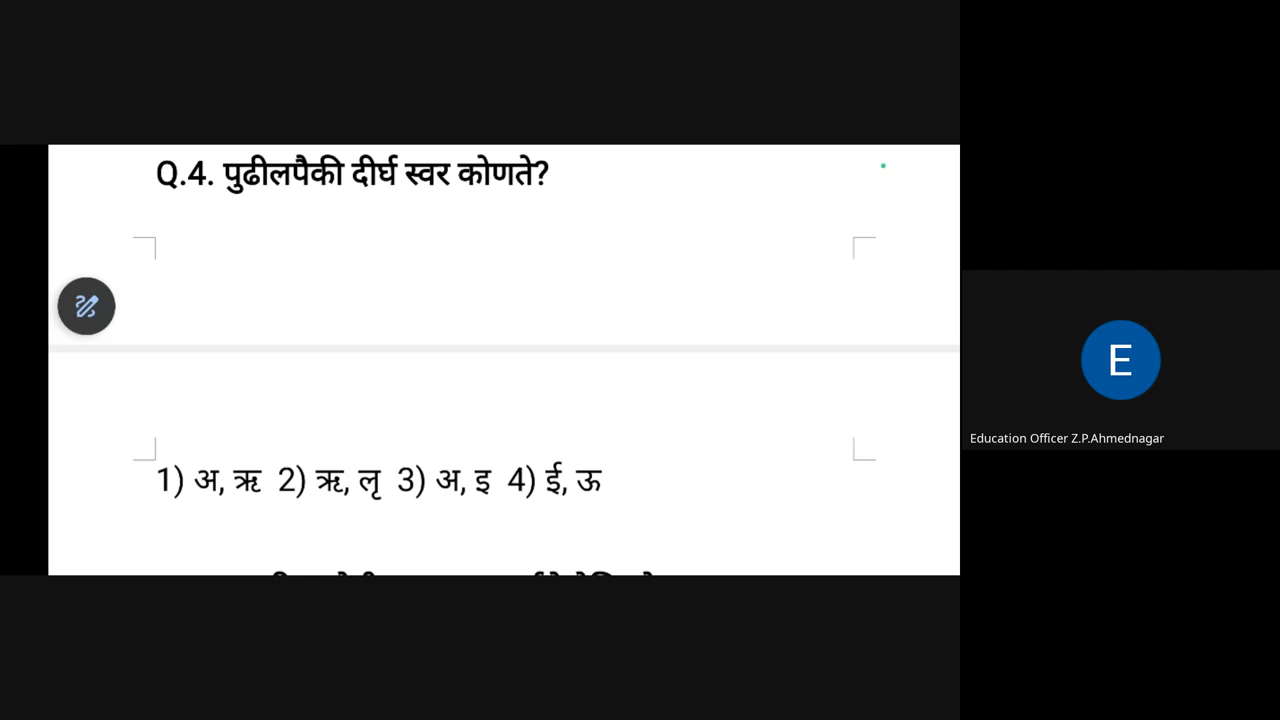 Q.4. पुढीलपैकी दीर्घ स्वर कोणते?
1) अ, ऋ 2) ऋ, लृ 3) अ, इ 4) ई, ऊ
E
Education Officer Z.P.Ahmednagar